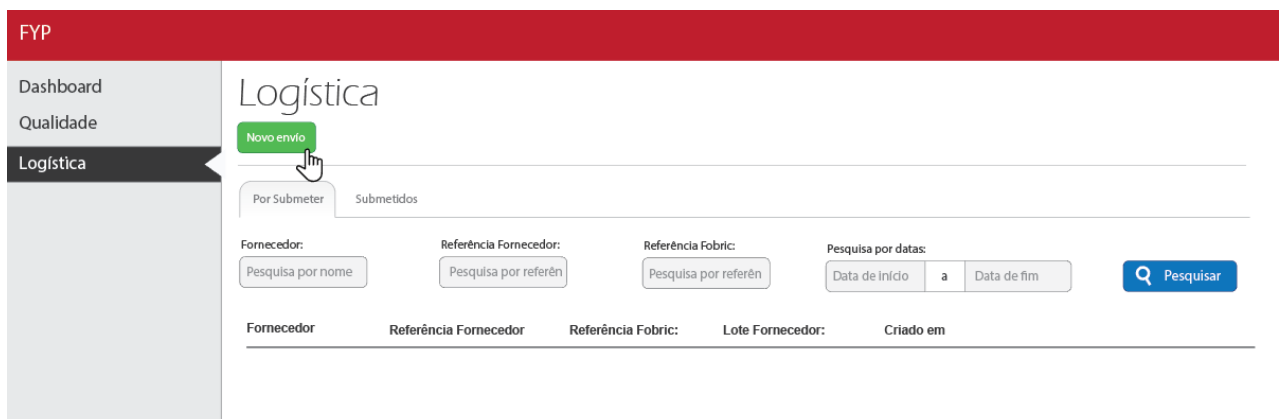 FYP
Dashboard
Qualidade
Logística
Logística
Novo envío
Por Submeter Submetidos
Fornecedor: Referência Fornecedor: Referência Fobric: Pesquisa por datas:
Pesquisa por nome Pesquisa por referên Pesquisa por referên Data de início a Data de fim Pesquisar
Fornecedor Referência Fornecedor Referência Fobric: Lote Fornecedor: Criado em